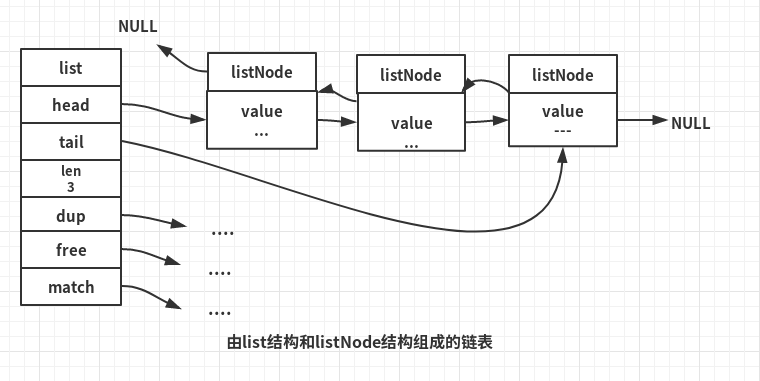 NULL
list
head
tail
len
3
dup
free
match
listNode
value
...
listNode
value
...
listNode
value
---
NULL
....
....
....
由list结构和listNode结构组成的链表